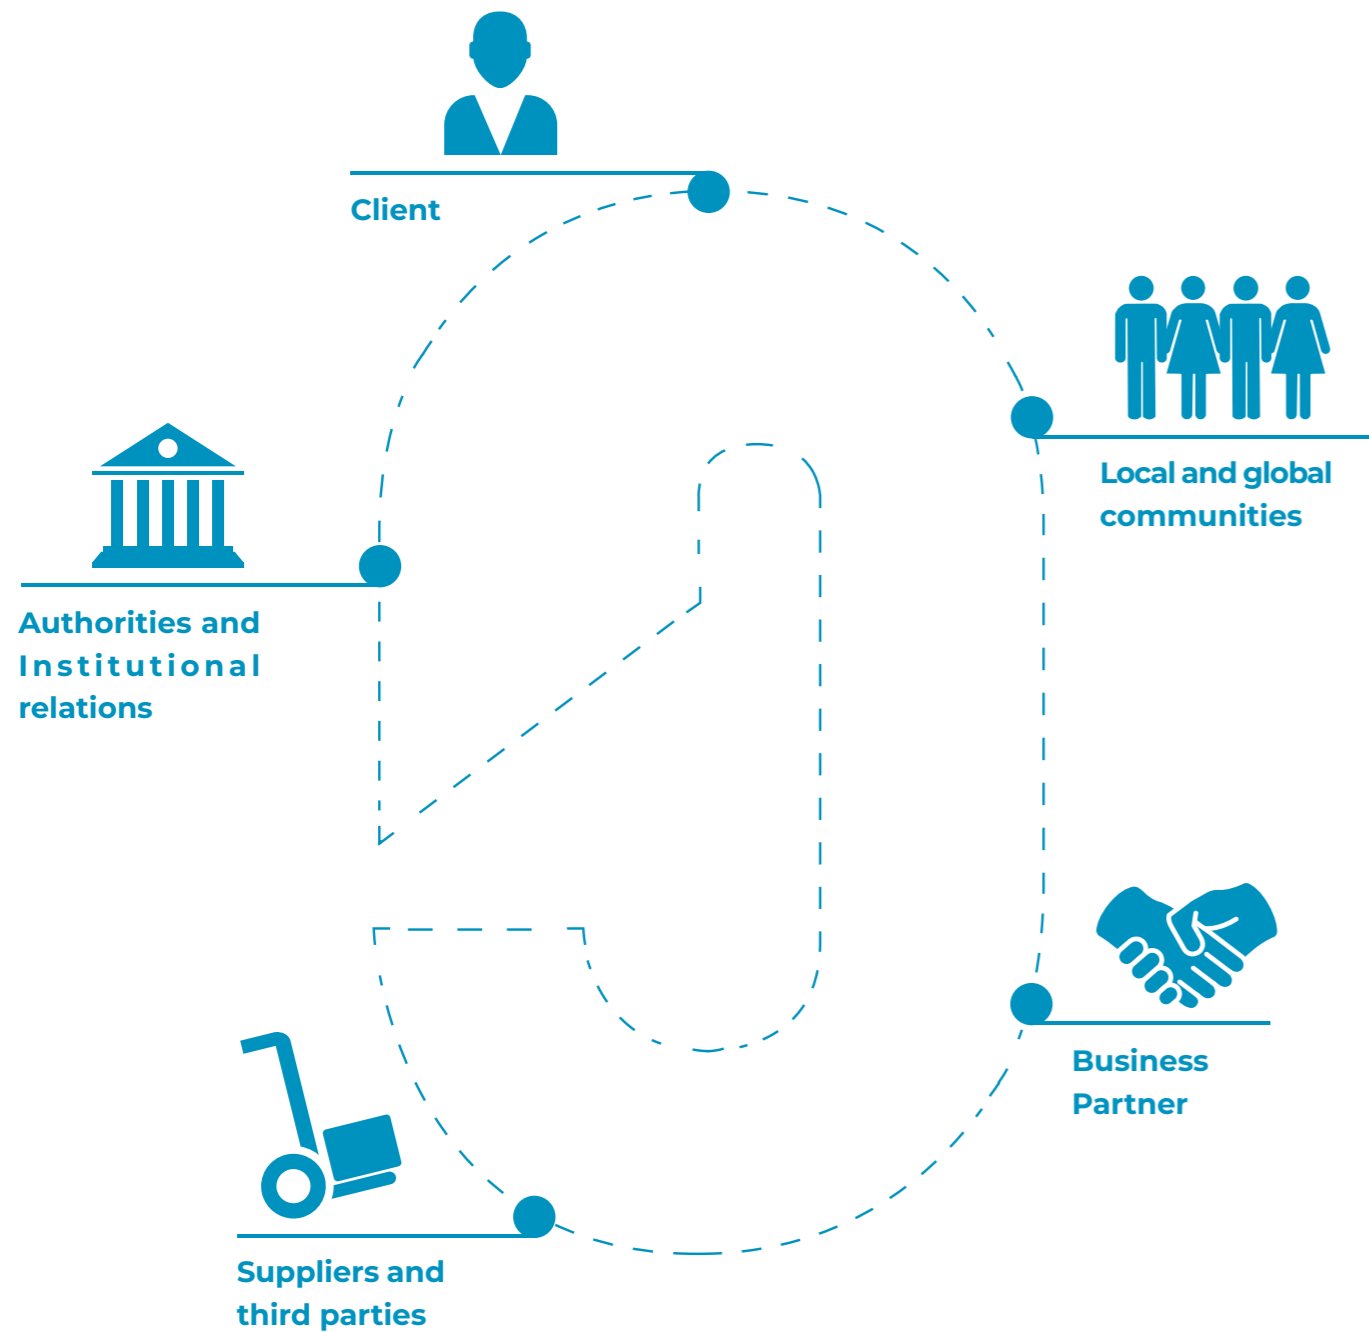 Client
Local and global
communities
Authorities and
Institutional
relations
Business
Partner
Suppliers and
third parties